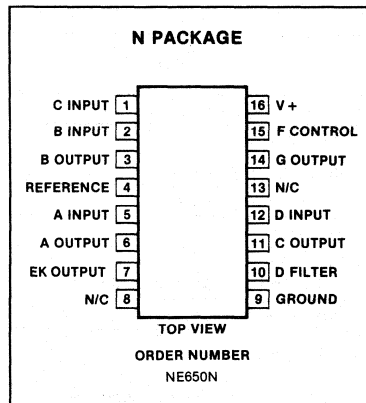 N PACKAGE
C INPUT 1 16 V +
B INPUT 2 15 F CONTROL
B OUTPUT 3 14 G OUTPUT
REFERENCE 4 13 N/C
A INPUT 5 12 D INPUT
A OUTPUT 6 11 C OUTPUT
EK OUTPUT 7 10 D FILTER
N/C 8 9 GROUND
TOP VIEW
ORDER NUMBER
NE650N